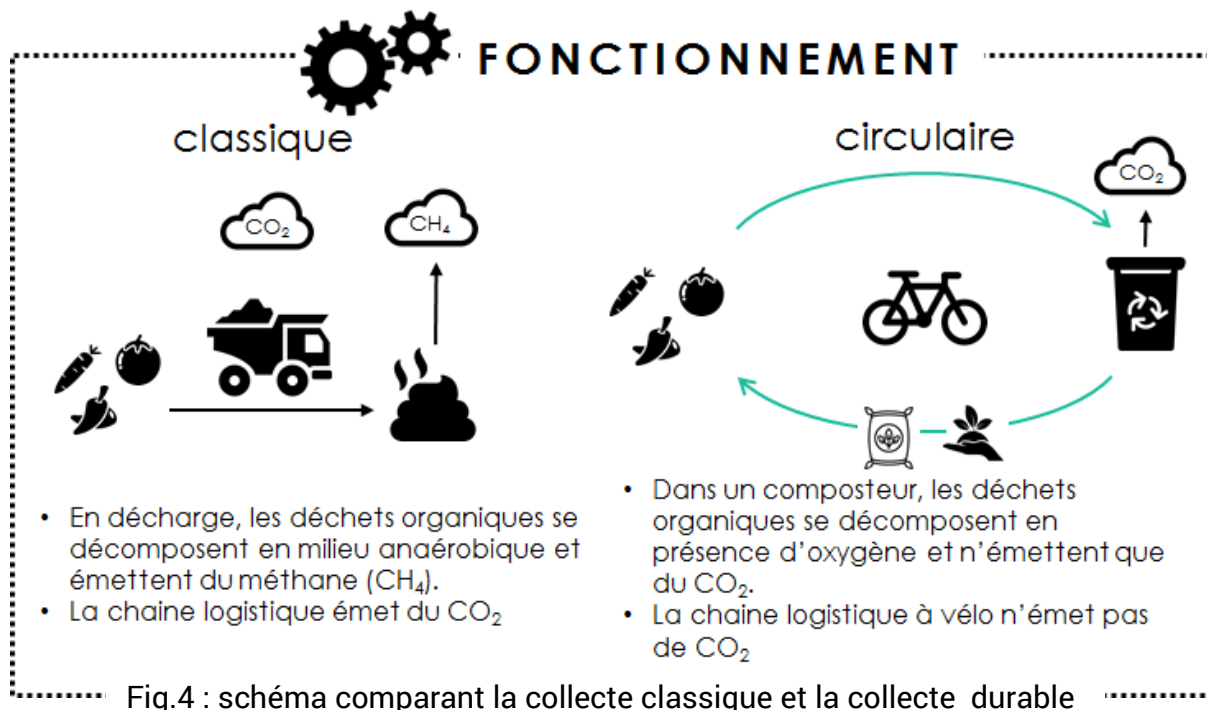 FONCTIONNEMENT
classique
CO₂
CH₄
• En décharge, les déchets organiques se
décomposent en milieu anaérobique et
émettent du méthane (CH₄).
• La chaine logistique émet du CO₂
circulaire
CO₂
• Dans un composteur, les déchets
organiques se décomposent en
présence d’oxygène et n’émettent que
du CO₂.
• La chaine logistique à vélo n’émet pas
de CO₂
Fig.4 : schéma comparant la collecte classique et la collecte durable